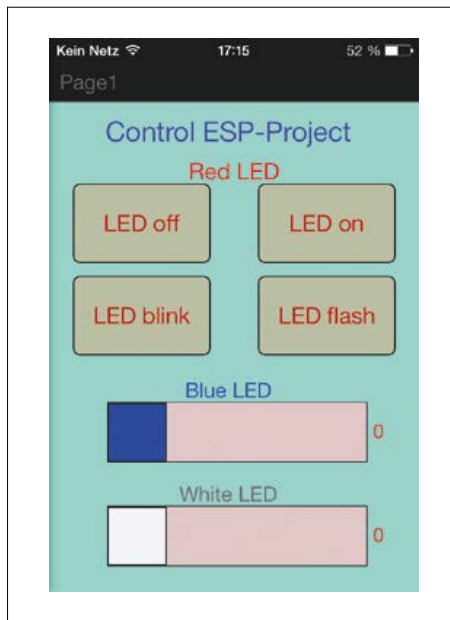 Kein Netz 17:15 52 %
Page1
Control ESP-Project
Red LED
LED off LED on
LED blink LED flash
Blue LED
0
White LED
0